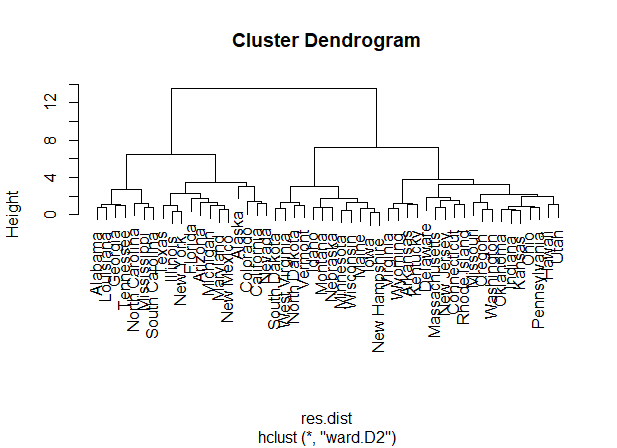 Cluster Dendrogram
Height
0
4
8
12
Alabama
Louisiana
Georgia
Tennessee
North Carolina
Mississippi
South Carolina
Texas
Illinois
New York
Florida
Arizona
Michigan
Maryland
New Mexico
Alaska
Colorado
California
Nevada
South Dakota
West Virginia
North Dakota
Vermont
Idaho
Montana
Nebraska
Minnesota
Wisconsin
Maine
Iowa
New Hampshire
Virginia
Wyoming
Arkansas
Kentucky
Delaware
Massachusetts
New Jersey
Connecticut
Rhode Island
Missouri
Oregon
Washington
Oklahoma
Indiana
Kansas
Ohio
Pennsylvania
Hawaii
Utah
res.dist
hclust (*, "ward.D2")